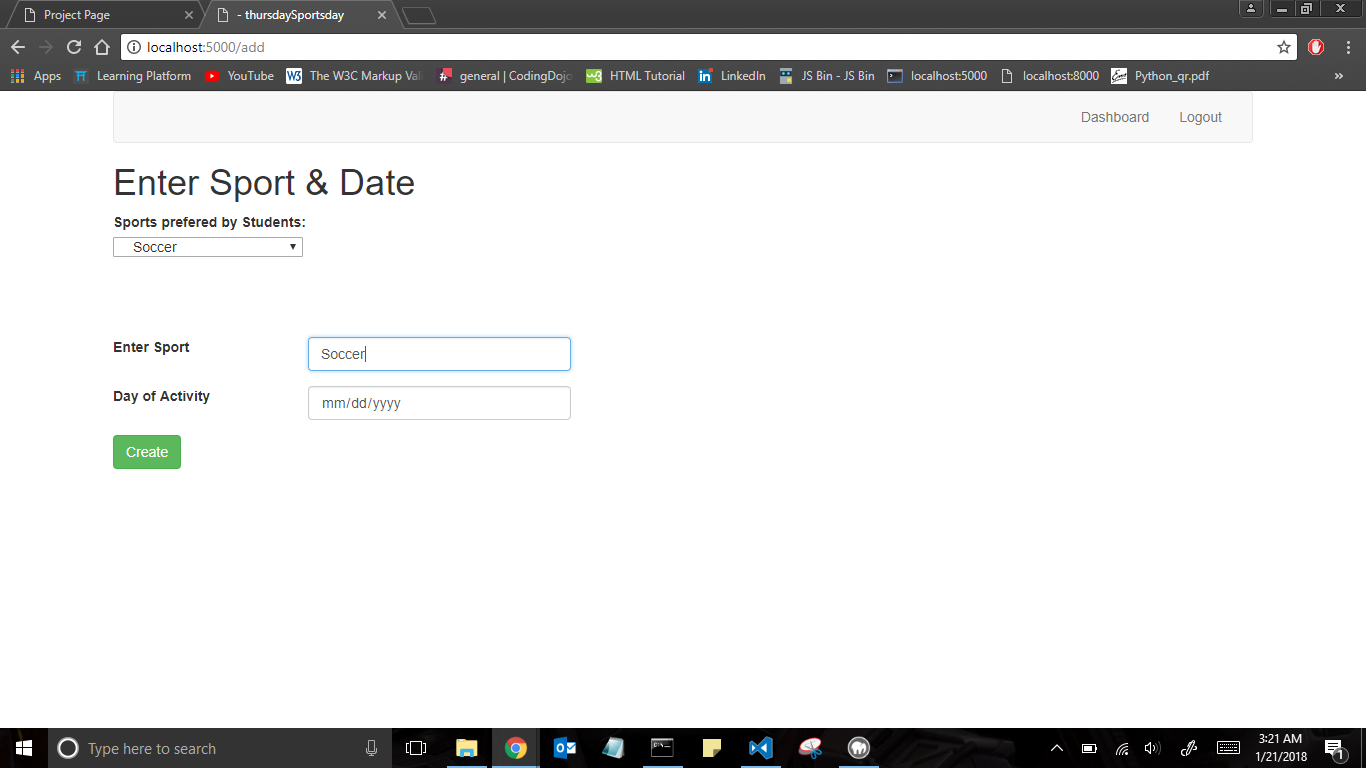 Project Page
- thursdaySportsday
localhost:5000/add
Apps
Learning Platform
YouTube
W3 The W3C Markup Vali
general | CodingDojo
w3 HTML Tutorial
in LinkedIn
JS Bin - JS Bin
localhost:5000
localhost:8000
Python_qr.pdf
»
Dashboard
Logout
Enter Sport & Date
Sports prefered by Students:
Soccer
Enter Sport
Soccer
Day of Activity
mm/dd/yyyy
Create
Type here to search
3:21 AM
1/21/2018
1